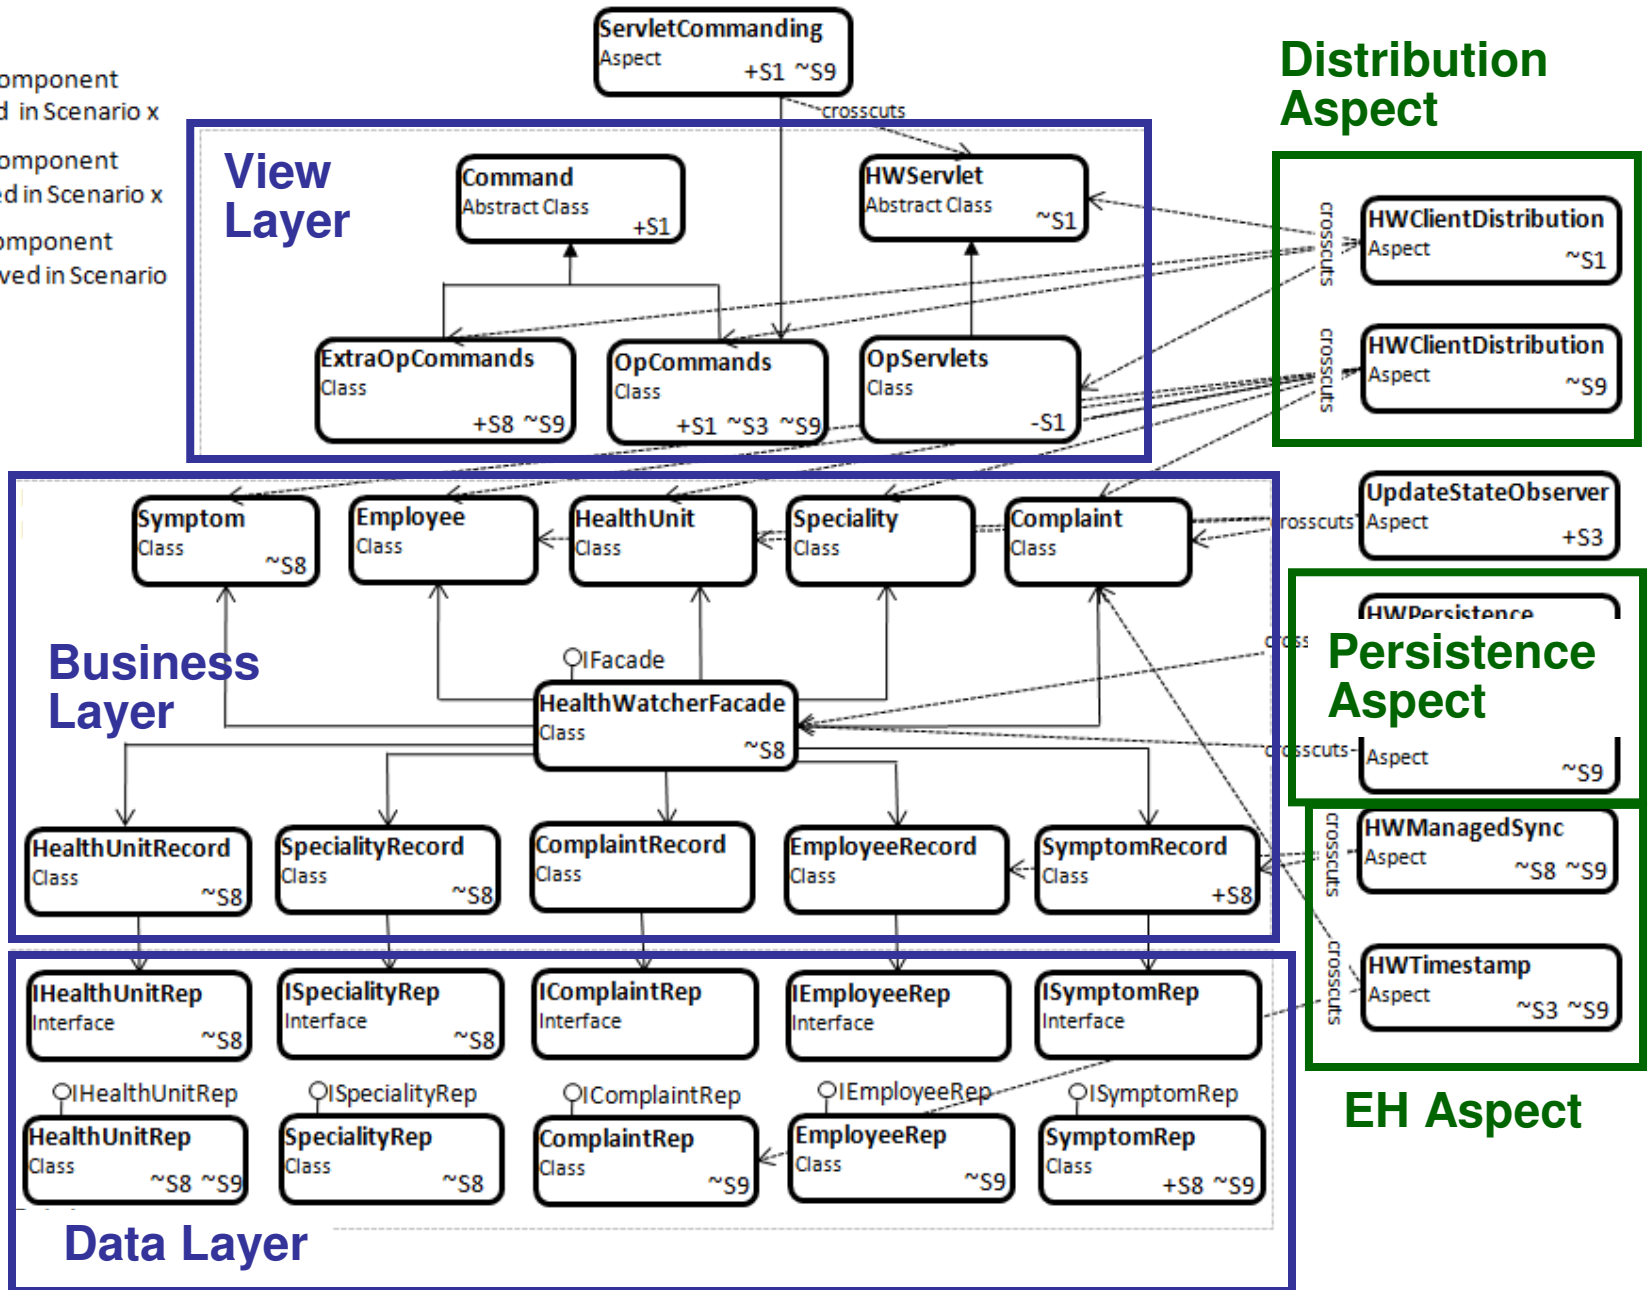 ServletCommanding
Aspect
+S1 ~S9
crosscuts
omponent
d in Scenario x
omponent
ed in Scenario x
omponent
ved in Scenario
Distribution
Aspect
View
Layer
Command
Abstract Class
+S1
HWServlet
Abstract Class
~S1
crosscuts
HWClientDistribution
Aspect
~S1
ExtraOpCommands
Class
+S8 ~S9
OpCommands
Class
+S1 ~S3 ~S9
OpServlets
Class
-S1
crosscuts
HWClientDistribution
Aspect
~S9
Symptom
Class
~S8
Employee
Class
HealthUnit
Class
Speciality
Class
Complaint
Class
crosscuts
UpdateStateObserver
Aspect
+S3
Business
Layer
IFacade
HealthWatcherFacade
Class
~S8
cross
HWPersistence
Persistence
Aspect
crosscuts
Aspect
~S9
HealthUnitRecord
Class
~S8
SpecialityRecord
Class
~S8
ComplaintRecord
Class
EmployeeRecord
Class
SymptomRecord
Class
+S8
crosscuts
HWManagedSync
Aspect
~S8 ~S9
IHealthUnitRep
Interface
~S8
ISpecialityRep
Interface
~S8
IComplaintRep
Interface
IEmployeeRep
Interface
ISymptomRep
Interface
crosscuts
HWTimestamp
Aspect
~S3 ~S9
EH Aspect
IHealthUnitRep
HealthUnitRep
Class
~S8 ~S9
ISpecialityRep
SpecialityRep
Class
~S8
IComplaintRep
ComplaintRep
Class
~S9
IEmployeeRep
EmployeeRep
Class
~S9
ISymptomRep
SymptomRep
Class
+S8 ~S9
Data Layer